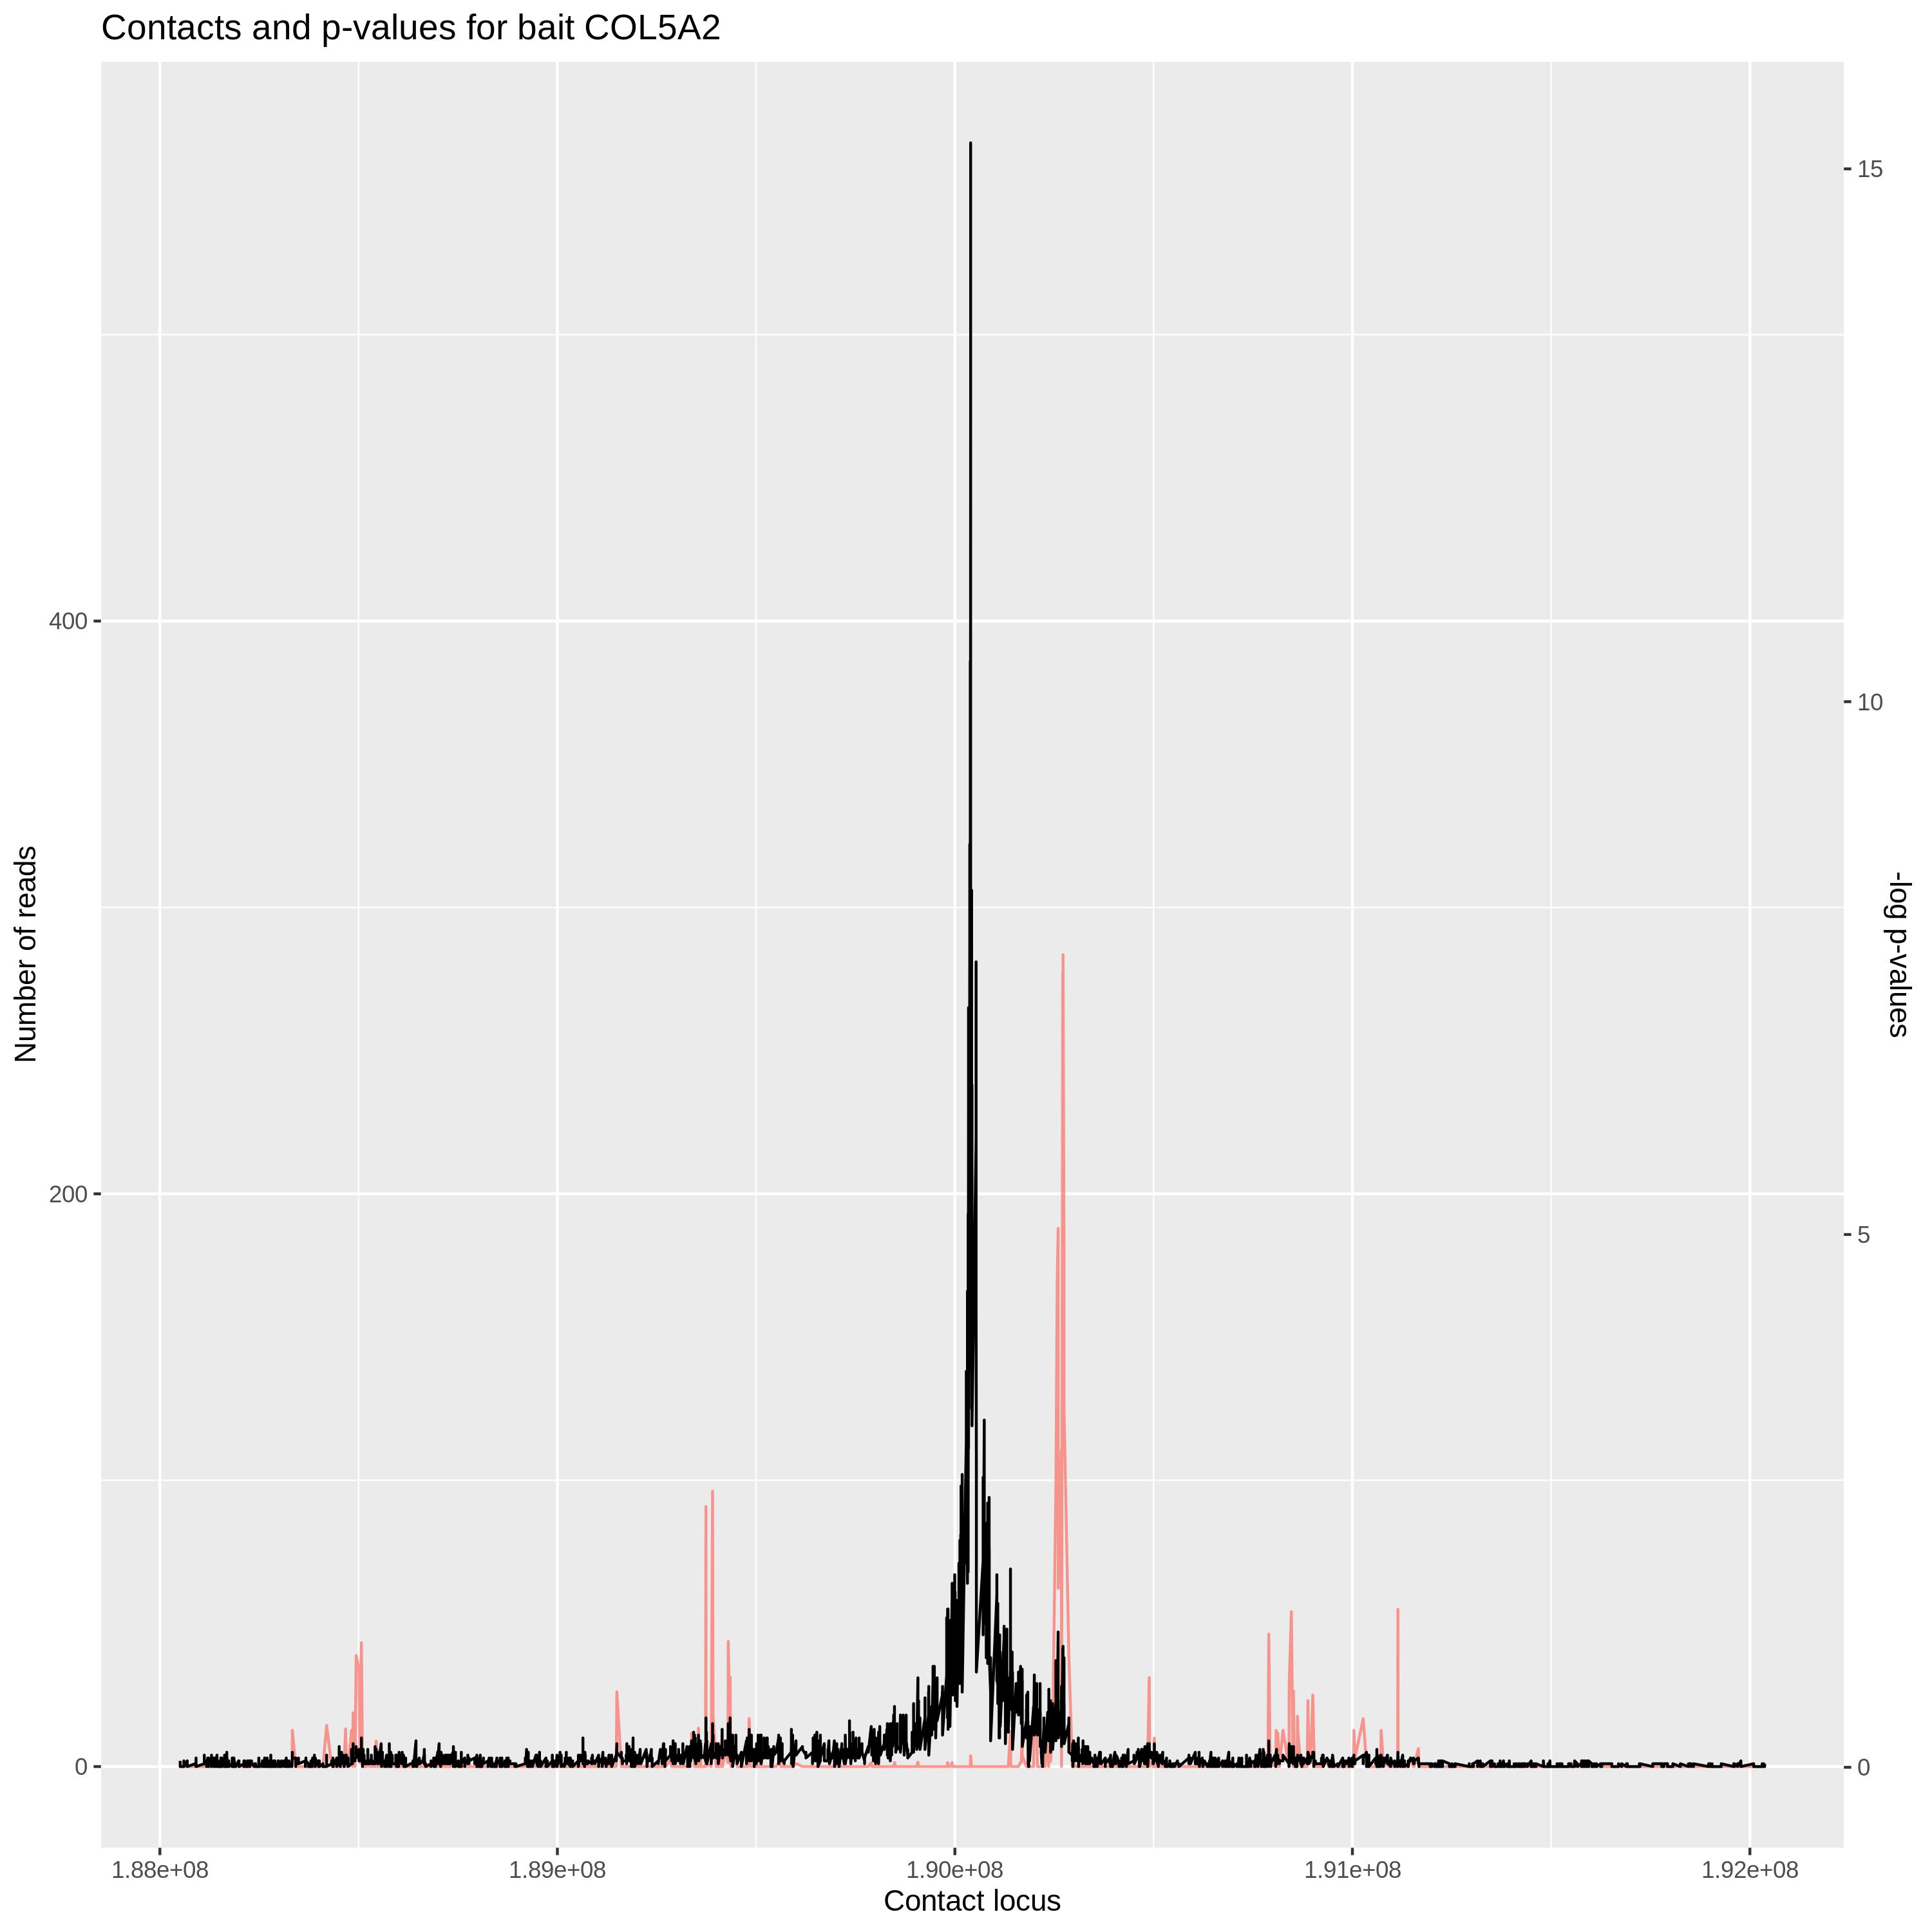 Contacts and p-values for bait COL5A2
Number of reads
400
200
0
15
10
5
0
-log p-values
1.88e+08
1.89e+08
1.90e+08
1.91e+08
1.92e+08
Contact locus